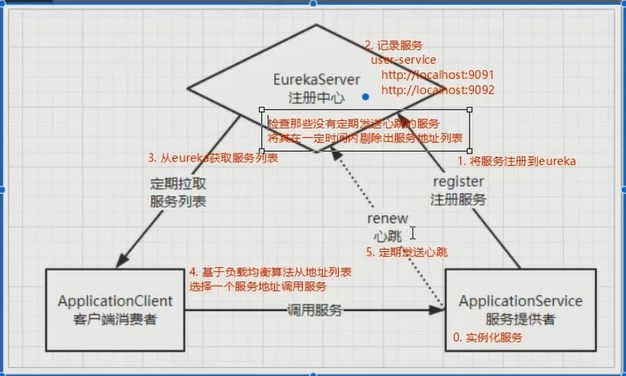 2. 记录服务
user-service
http://localhost:9091
http://localhost:9092
EurekaServer
注册中心
检查那些没有定期发送心跳的服务
将其在一定时间内剔除出服务地址列表
3. 从eureka获取服务列表
1. 将服务注册到eureka
定期拉取
服务列表
register
注册服务
renew
心跳
5. 定期发送心跳
4. 基于负载均衡算法从地址列表
选择一个服务地址调用服务
ApplicationClient
客户端消费者
调用服务
ApplicationService
服务提供者
0. 实例化服务